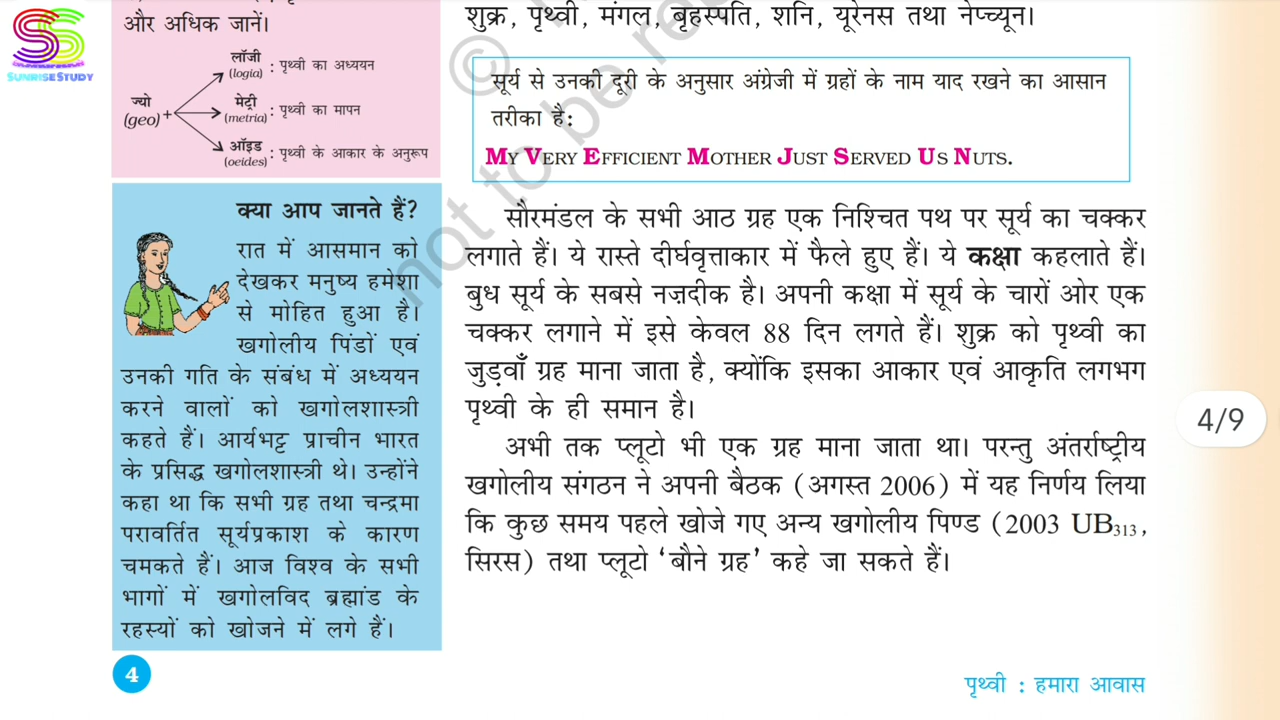 SS
SUNRISESTUDY
और अधिक जानें।
ज्यो
(geo)
+
लॉजी
(logia)
: पृथ्वी का अध्ययन
मेट्री
(metria)
: पृथ्वी का मापन
ऑइड
(oeides)
: पृथ्वी के आकार के अनुरूप
क्या आप जानते हैं?
रात में आसमान को
देखकर मनुष्य हमेशा
से मोहित हुआ है।
खगोलीय पिंडों एवं
उनकी गति के संबंध में अध्ययन
करने वालों को खगोलशास्त्री
कहते हैं। आर्यभट्ट प्राचीन भारत
के प्रसिद्ध खगोलशास्त्री थे। उन्होंने
कहा था कि सभी ग्रह तथा चन्द्रमा
परावर्तित सूर्यप्रकाश के कारण
चमकते हैं। आज विश्व के सभी
भागों में खगोलविद ब्रह्मांड के
रहस्यों को खोजने में लगे हैं।
4
शुक्र, पृथ्वी, मंगल, बृहस्पति, शनि, यूरेनस तथा नेप्च्यून।
सूर्य से उनकी दूरी के अनुसार अंग्रेजी में ग्रहों के नाम याद रखने का आसान
तरीका है:
MY VERY EFFICIENT MOTHER JUST SERVED US NUTS.
सौरमंडल के सभी आठ ग्रह एक निश्चित पथ पर सूर्य का चक्कर
लगाते हैं। ये रास्ते दीर्घवृत्ताकार में फैले हुए हैं। ये कक्षा कहलाते हैं।
बुध सूर्य के सबसे नज़दीक है। अपनी कक्षा में सूर्य के चारों ओर एक
चक्कर लगाने में इसे केवल 88 दिन लगते हैं। शुक्र को पृथ्वी का
जुड़वाँ ग्रह माना जाता है, क्योंकि इसका आकार एवं आकृति लगभग
पृथ्वी के ही समान है।
अभी तक प्लूटो भी एक ग्रह माना जाता था। परन्तु अंतर्राष्ट्रीय
खगोलीय संगठन ने अपनी बैठक (अगस्त 2006) में यह निर्णय लिया
कि कुछ समय पहले खोजे गए अन्य खगोलीय पिण्ड (2003 UB313,
सिरस) तथा प्लूटो ‘बौने ग्रह’ कहे जा सकते हैं।
पृथ्वी : हमारा आवास
4/9
©
not to be re